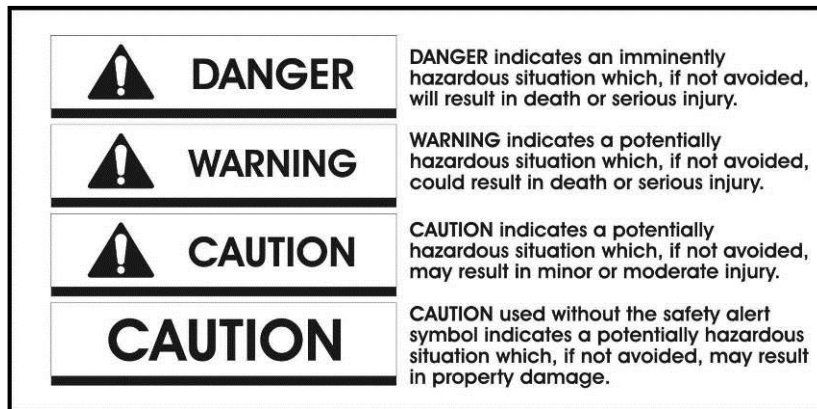 DANGER
DANGER indicates an imminently
hazardous situation which, if not avoided,
will result in death or serious injury.
WARNING
WARNING indicates a potentially
hazardous situation which, if not avoided,
could result in death or serious injury.
CAUTION
CAUTION indicates a potentially
hazardous situation which, if not avoided,
may result in minor or moderate injury.
CAUTION
CAUTION used without the safety alert
symbol indicates a potentially hazardous
situation which, if not avoided, may result
in property damage.